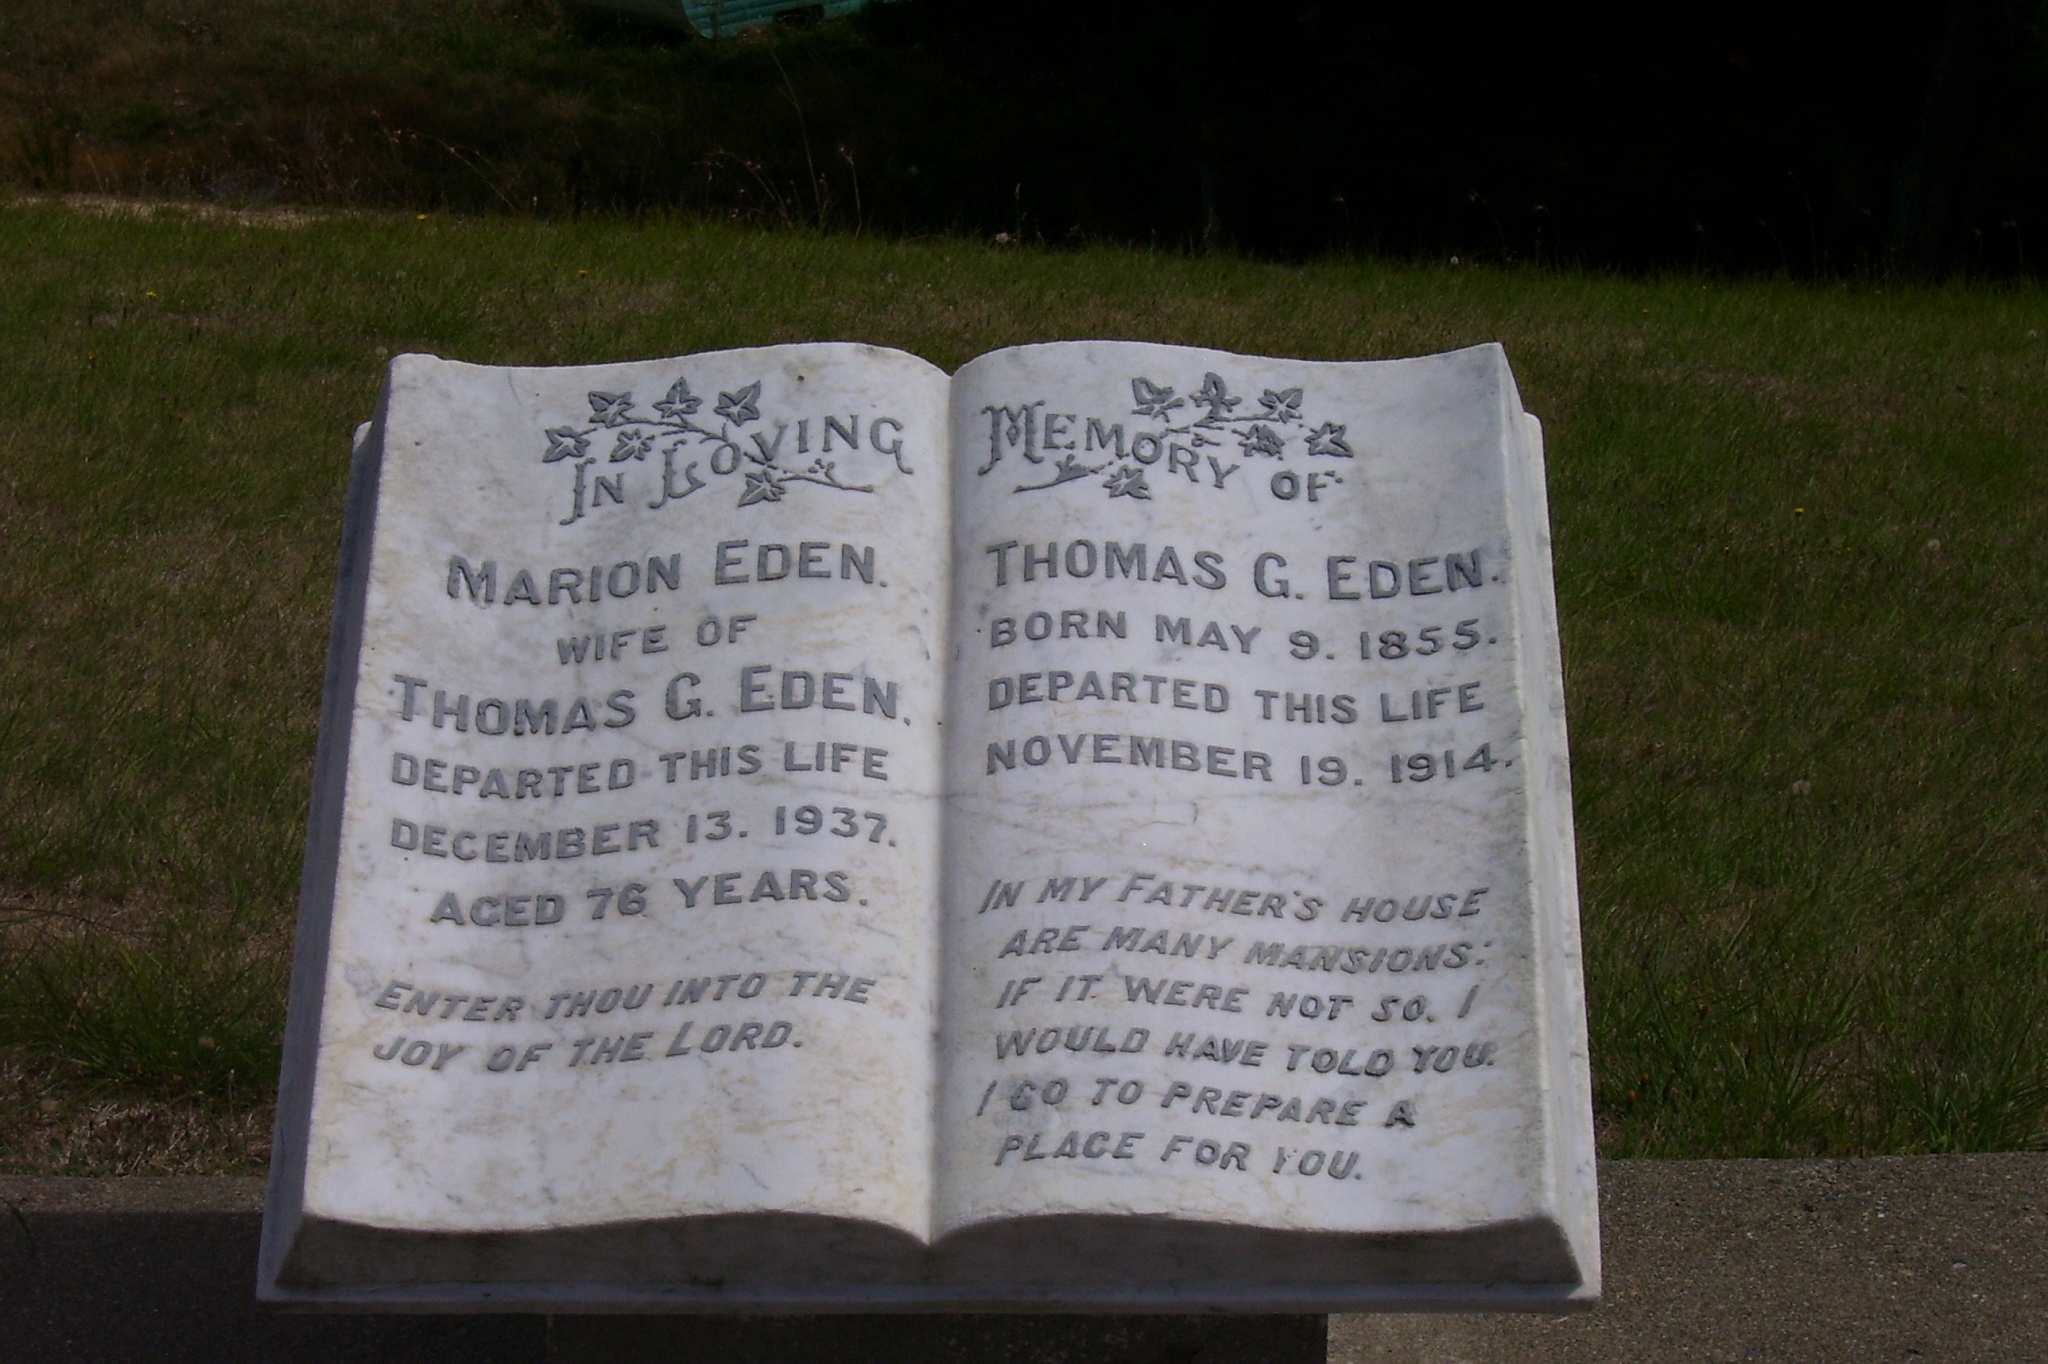 In Loving
Marion Eden.
wife of
Thomas G. Eden.
departed this life
December 13. 1937.
aged 76 years.
Enter thou into the
joy of the Lord.
Memory of
Thomas G. Eden.
born May 9. 1855.
departed this life
November 19. 1914.
In my Father's house
are many mansions:
if it were not so. I
would have told you.
I go to prepare a
place for you.